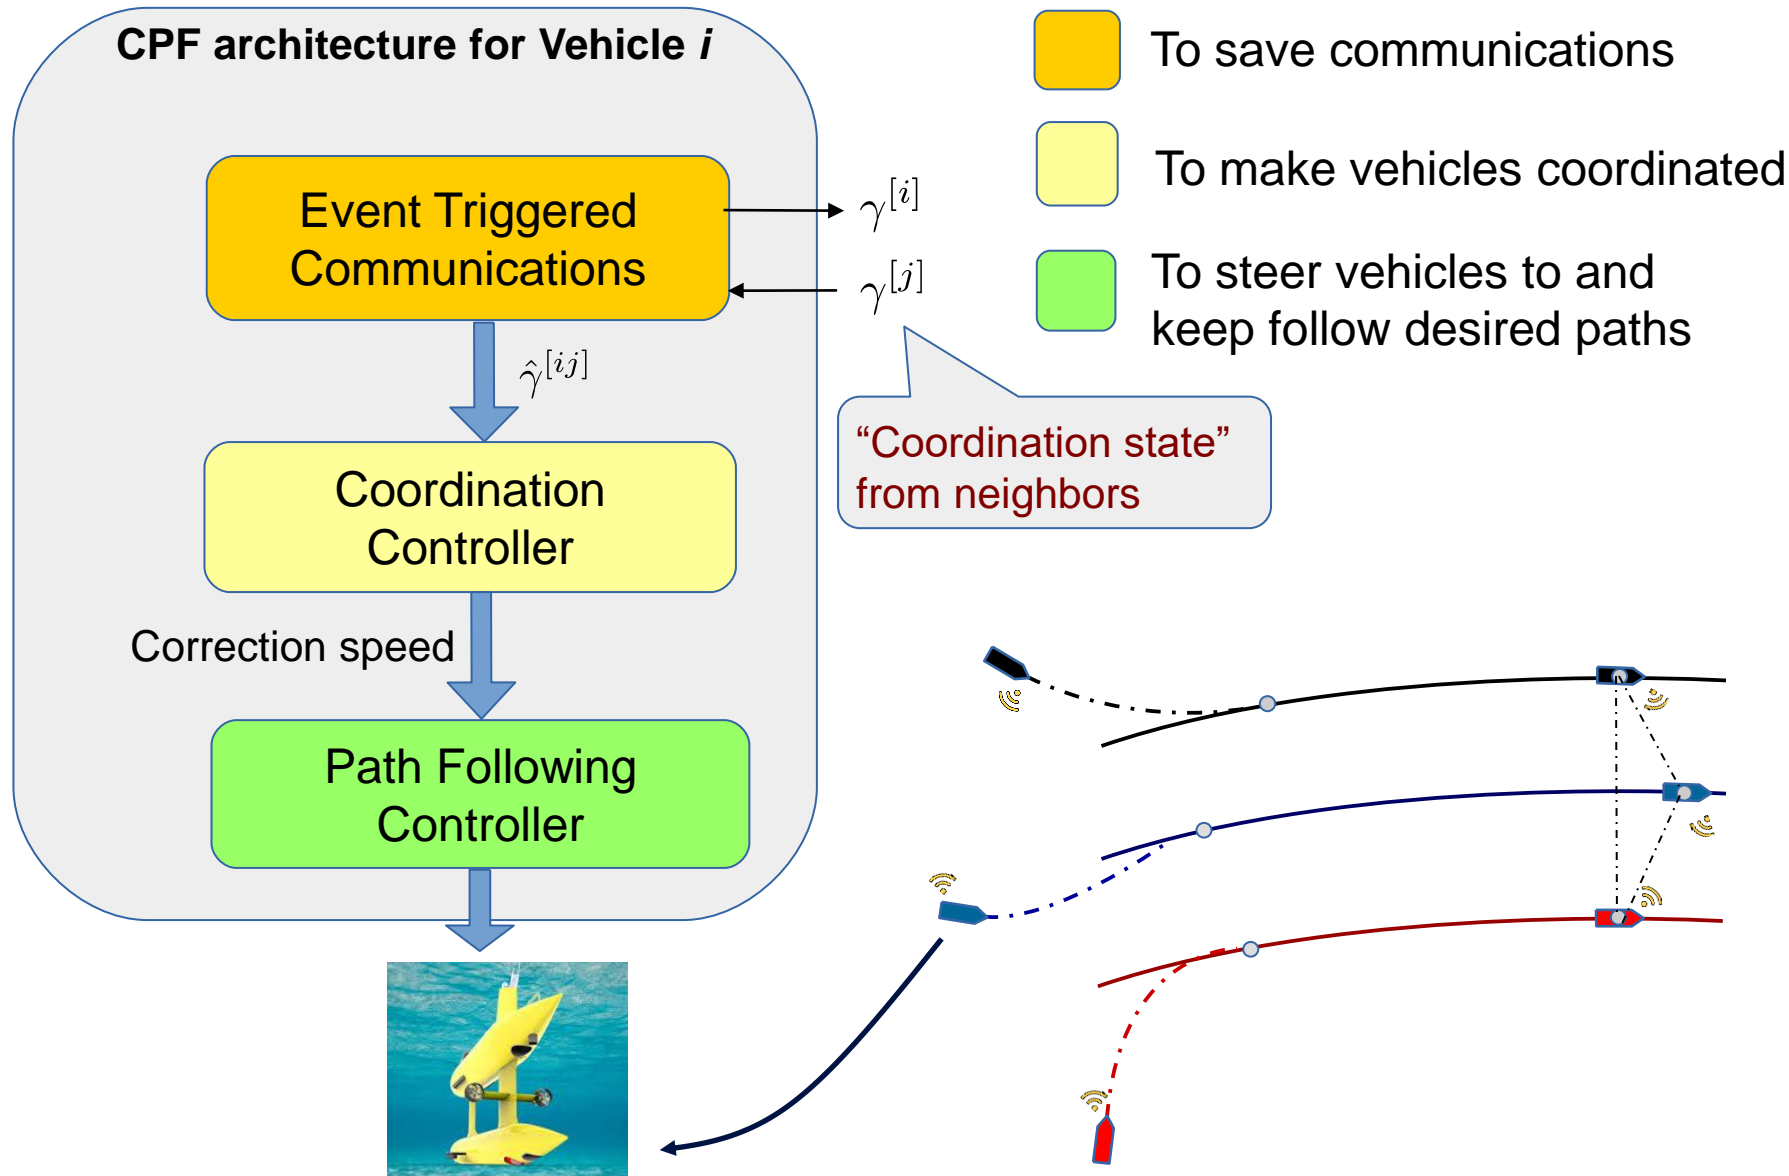 CPF architecture for Vehicle i
To save communications
To make vehicles coordinated
To steer vehicles to and
keep follow desired paths
Event Triggered
Communications
γ^[i]
γ^[j]
γ̂^[ij]
“Coordination state”
from neighbors
Coordination
Controller
Correction speed
Path Following
Controller